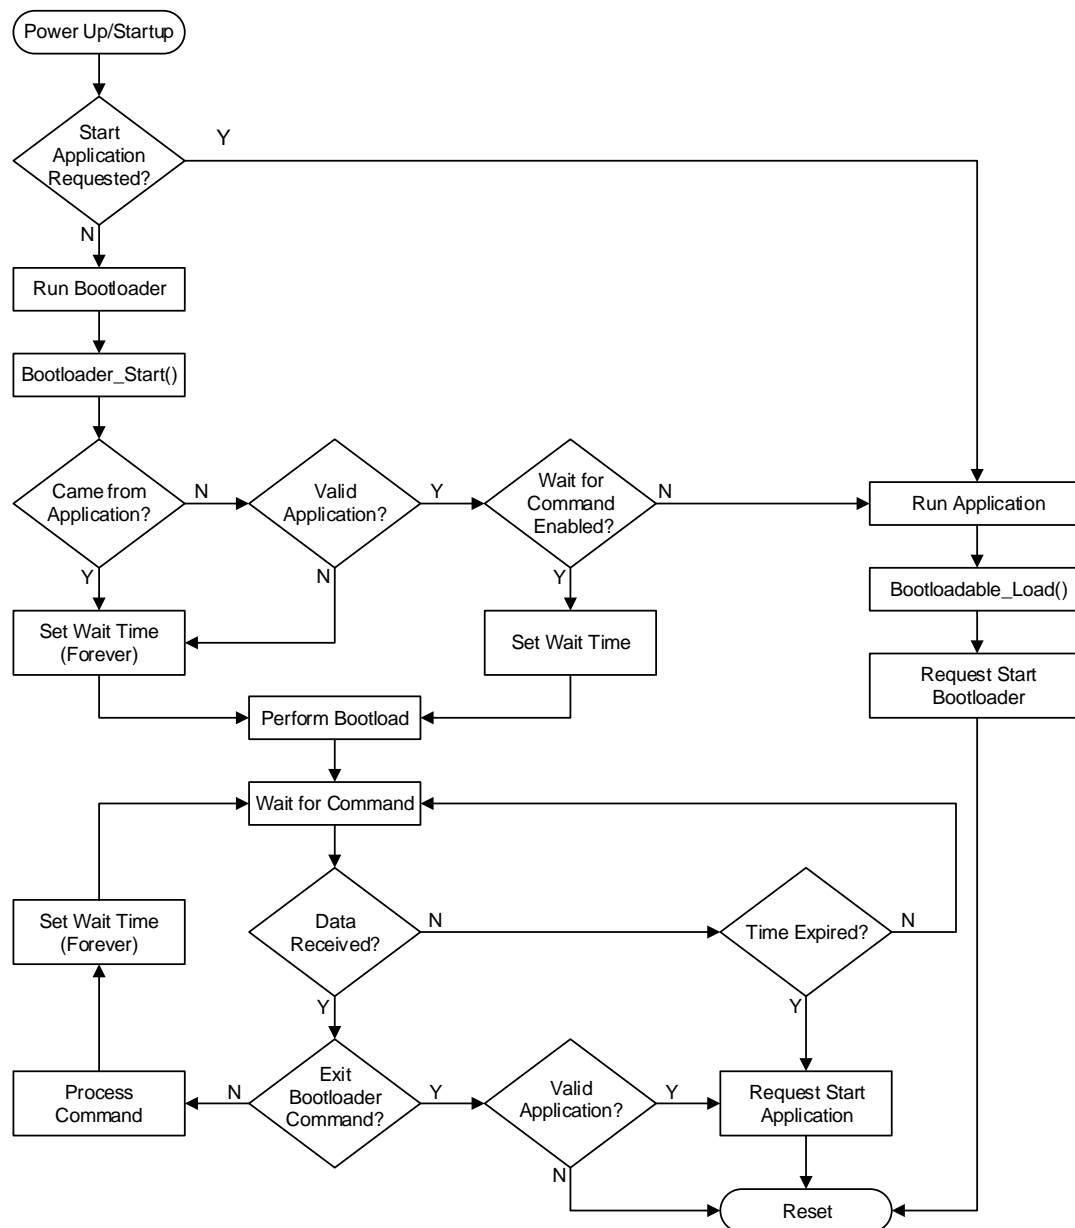 Power Up/Startup
Start
Application
Requested?
Y
N
Run Bootloader
Bootloader_Start()
Came from
Application?
N
Y
Valid
Application?
Y
N
Wait for
Command
Enabled?
N
Y
Run Application
Bootloadable_Load()
Request Start
Bootloader
Set Wait Time
(Forever)
Set Wait Time
Perform Bootload
Wait for Command
Set Wait Time
(Forever)
Data
Received?
N
Y
Time Expired?
N
Y
Process
Command
N
Exit
Bootloader
Command?
Y
Valid
Application?
Y
N
Request Start
Application
Reset